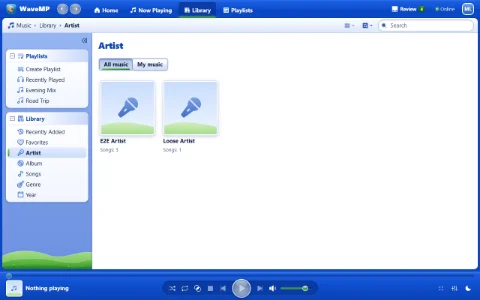 WaveMP
Home
Now Playing
Library
Playlists
Review
Online
Music › Library › Artist
Search
Playlists
Create Playlist
Recently Played
Evening Mix
Road Trip
Library
Recently Added
Favorites
Artist
Album
Songs
Genre
Year
Artist
All music
My music
E2E Artist
Songs
Loose Artist
Songs 1
Nothing playing